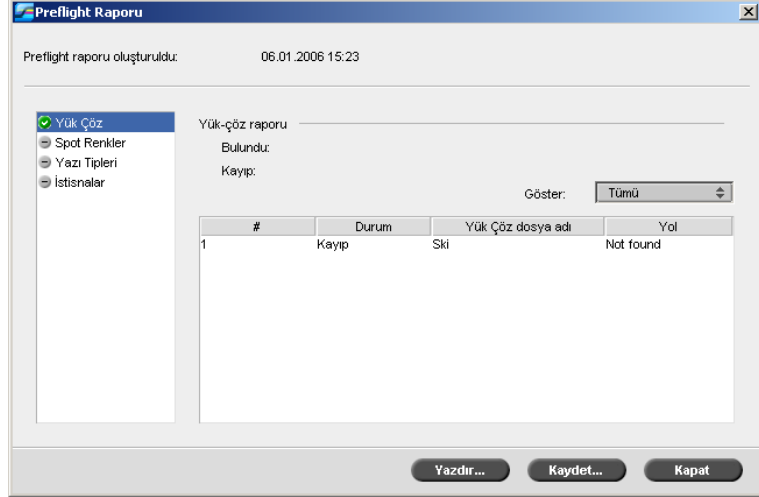 Preflight Raporu
Preflight raporu oluşturuldu: 06.01.2006 15:23
Yük Çöz
Spot Renkler
Yazı Tipleri
İstisnalar
Yük-çöz raporu
Bulundu:
Kayıp:
Göster: Tümü
# Durum Yük Çöz dosya adı Yol
1 Kayıp Ski Not found
Yazdır... Kaydet... Kapat